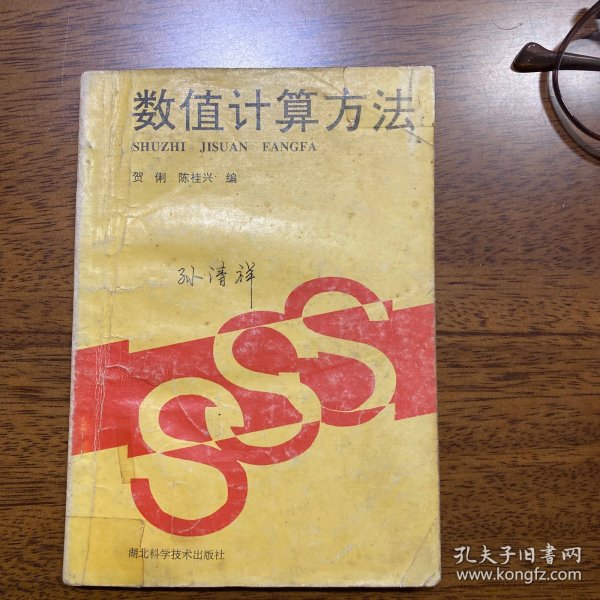 数值计算方法
SHUZHI JISUAN FANGFA
贺 俐 陈桂兴 编
孙清祥
SSS
湖北科学技术出版社
孔夫子旧书网
www.kongfz.com